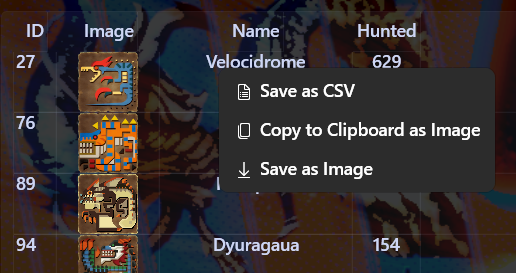 ID Image Name Hunted
27 Velocidrome 629
Save as CSV
76
Copy to Clipboard as Image
Save as Image
89
94 Dyuragaua 154